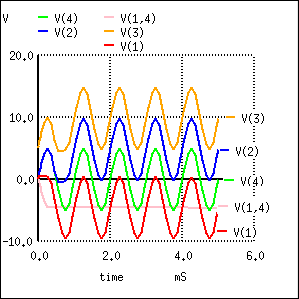 V V(4) V(1,4)
V(2) V(3)
V(1)
20.0
10.0
V(3)
V(2)
0.0
V(4)
V(1,4)
V(1)
-10.0
0.0 2.0 4.0 6.0
time mS